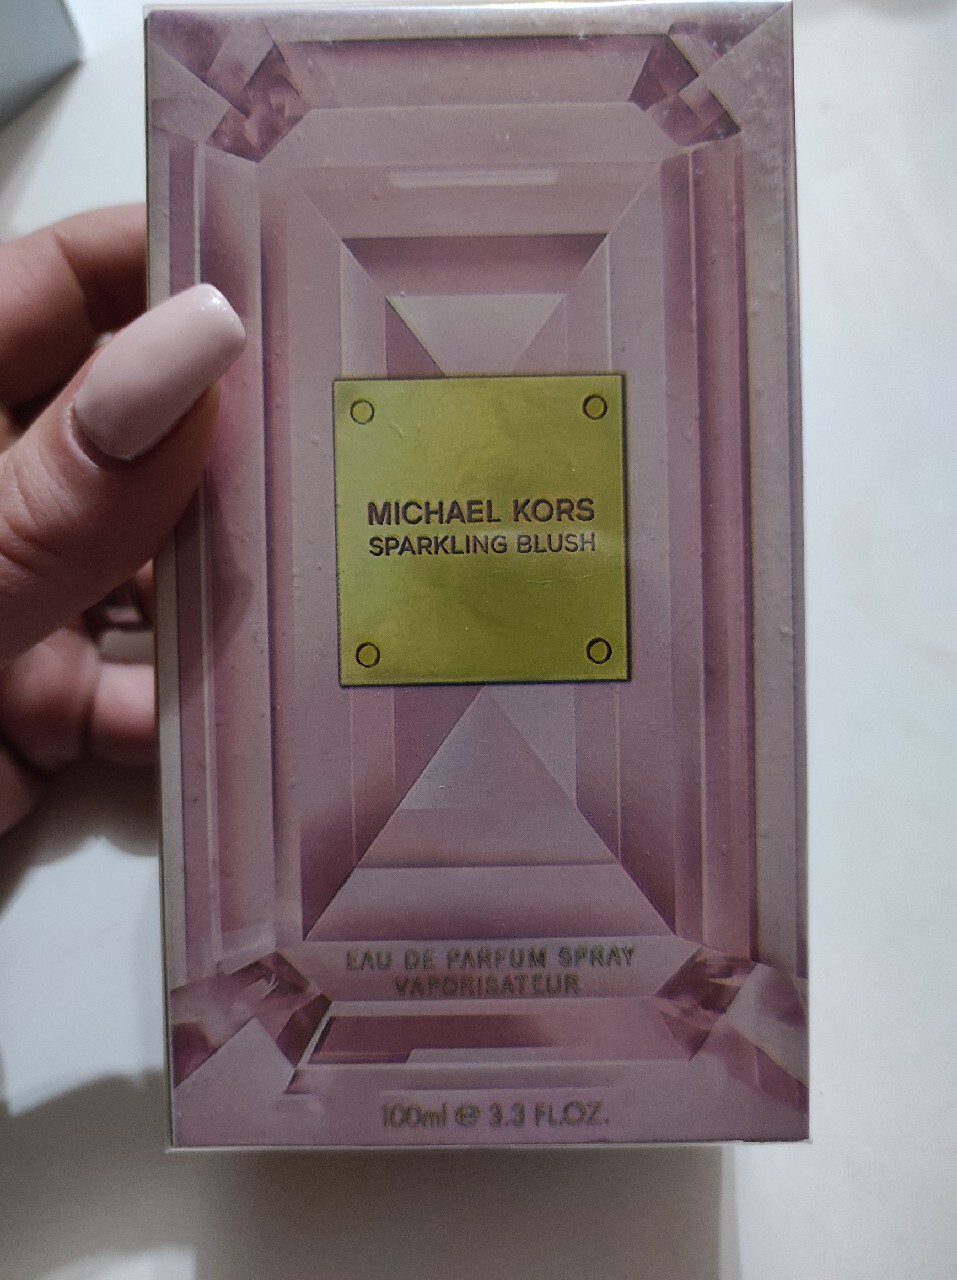 MICHAEL KORS
SPARKLING BLUSH
EAU DE PARFUM SPRAY
VAPORISATEUR
100ml ℮ 3.3 FL.OZ.